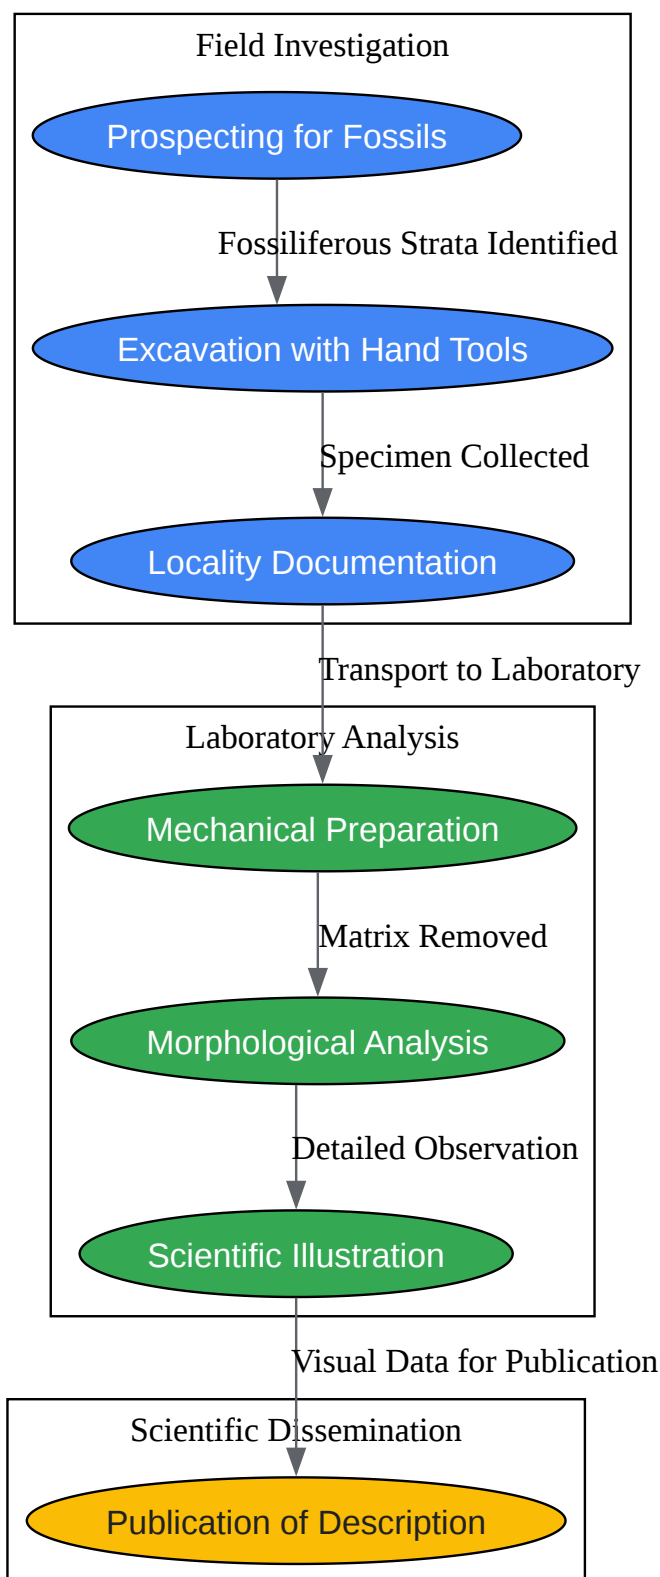 Field Investigation
Prospecting for Fossils
Fossiliferous Strata Identified
Excavation with Hand Tools
Specimen Collected
Locality Documentation
Transport to Laboratory
Laboratory Analysis
Mechanical Preparation
Matrix Removed
Morphological Analysis
Detailed Observation
Scientific Illustration
Visual Data for Publication
Scientific Dissemination
Publication of Description